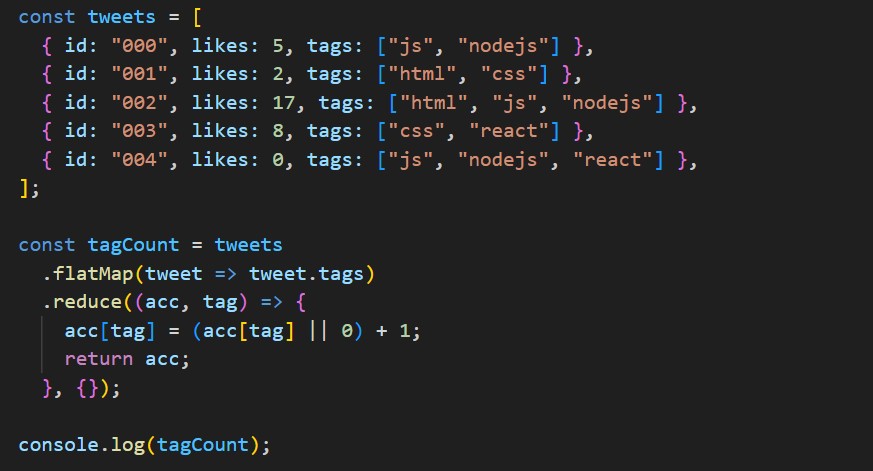 const tweets = [
  { id: "000", likes: 5, tags: ["js", "nodejs"] },
  { id: "001", likes: 2, tags: ["html", "css"] },
  { id: "002", likes: 17, tags: ["html", "js", "nodejs"] },
  { id: "003", likes: 8, tags: ["css", "react"] },
  { id: "004", likes: 0, tags: ["js", "nodejs", "react"] },
];

const tagCount = tweets
  .flatMap(tweet => tweet.tags)
  .reduce((acc, tag) => {
    acc[tag] = (acc[tag] || 0) + 1;
    return acc;
  }, {});

console.log(tagCount);